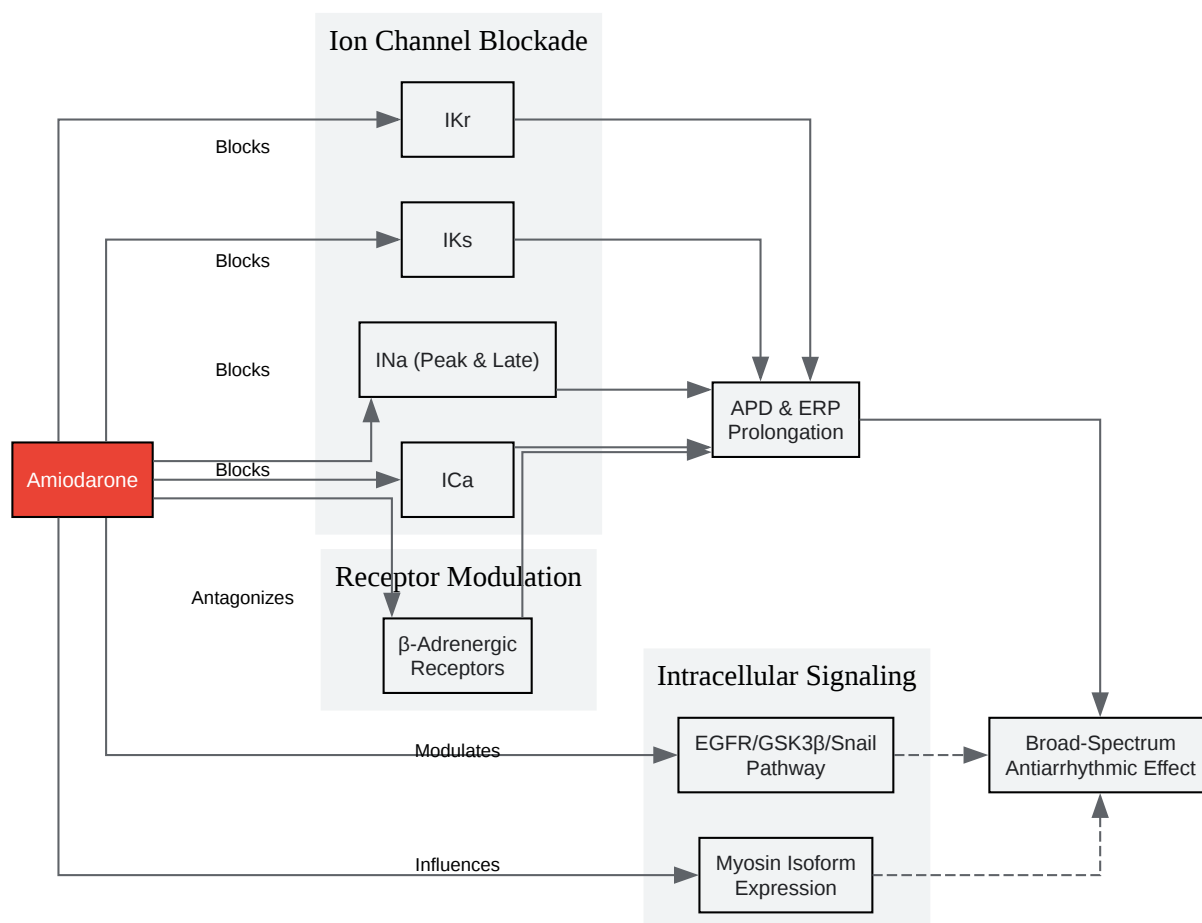 Ion Channel Blockade
IKr
Blocks
IKs
Blocks
INa (Peak & Late)
Blocks
APD & ERP
Prolongation
Amiodarone
Blocks
ICa
Receptor Modulation
Antagonizes
β-Adrenergic
Receptors
Intracellular Signaling
Modulates
EGFR/GSK3β/Snail
Pathway
Broad-Spectrum
Antiarrhythmic Effect
Influences
Myosin Isoform
Expression